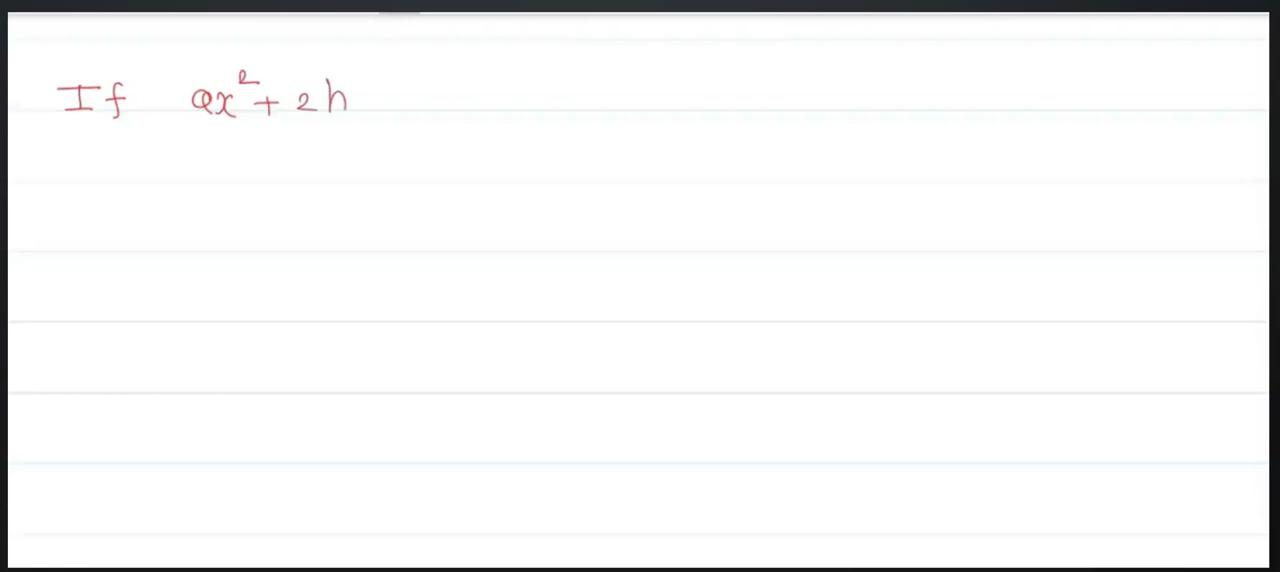 If ax² + 2h